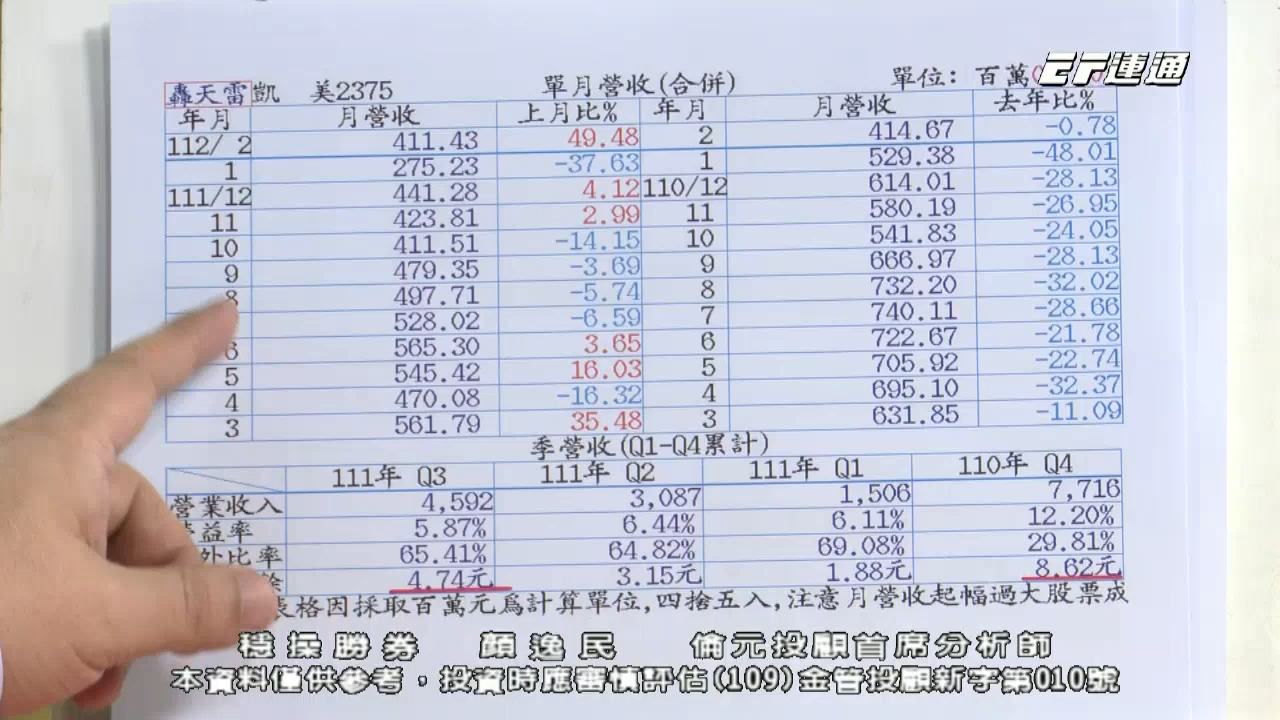 EF連通
轟天雷 凱 美2375 單月營收(合併) 單位: 百萬
年月 月營收 上月比% 年月 月營收 去年比%
112/ 2 411.43 49.48 2 414.67 -0.78
1 275.23 -37.63 1 529.38 -48.01
111/12 441.28 4.12 110/12 614.01 -28.13
11 423.81 2.99 11 580.19 -26.95
10 411.51 -14.15 10 541.83 -24.05
9 479.35 -3.69 9 666.97 -28.13
8 497.71 -5.74 8 732.20 -32.02
528.02 -6.59 7 740.11 -28.66
6 565.30 3.65 6 722.67 -21.78
5 545.42 16.03 5 705.92 -22.74
4 470.08 -16.32 4 695.10 -32.37
3 561.79 35.48 3 631.85 -11.09
季營收(Q1-Q4累計)
111年 Q3 111年 Q2 111年 Q1 110年 Q4
營業收入 4,592 3,087 1,506 7,716
益率 5.87% 6.44% 6.11% 12.20%
外比率 65.41% 64.82% 69.08% 29.81%
4.74元 3.15元 1.88元 8.62元
表格因採取百萬元爲計算單位,四捨五入,注意月營收起幅過大股票成
穩操勝券 顏逸民 倫元投顧首席分析師
本資料僅供參考，投資時應審慎評估(109)金管投顧新字第010號